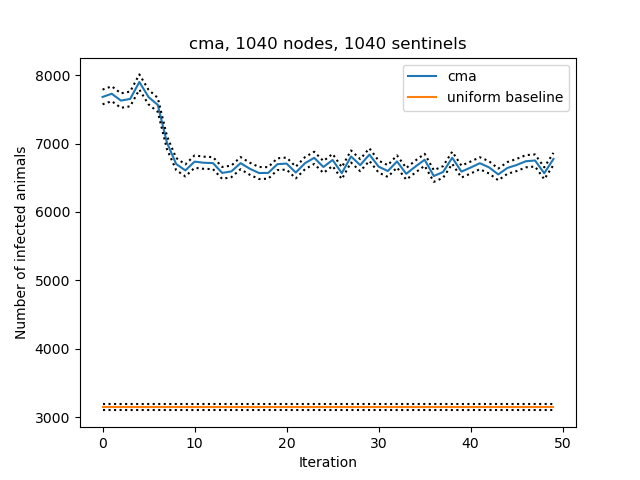 cma, 1040 nodes, 1040 sentinels
cma
uniform baseline
8000
7000
6000
5000
4000
3000
Number of infected animals
0 10 20 30 40 50
Iteration